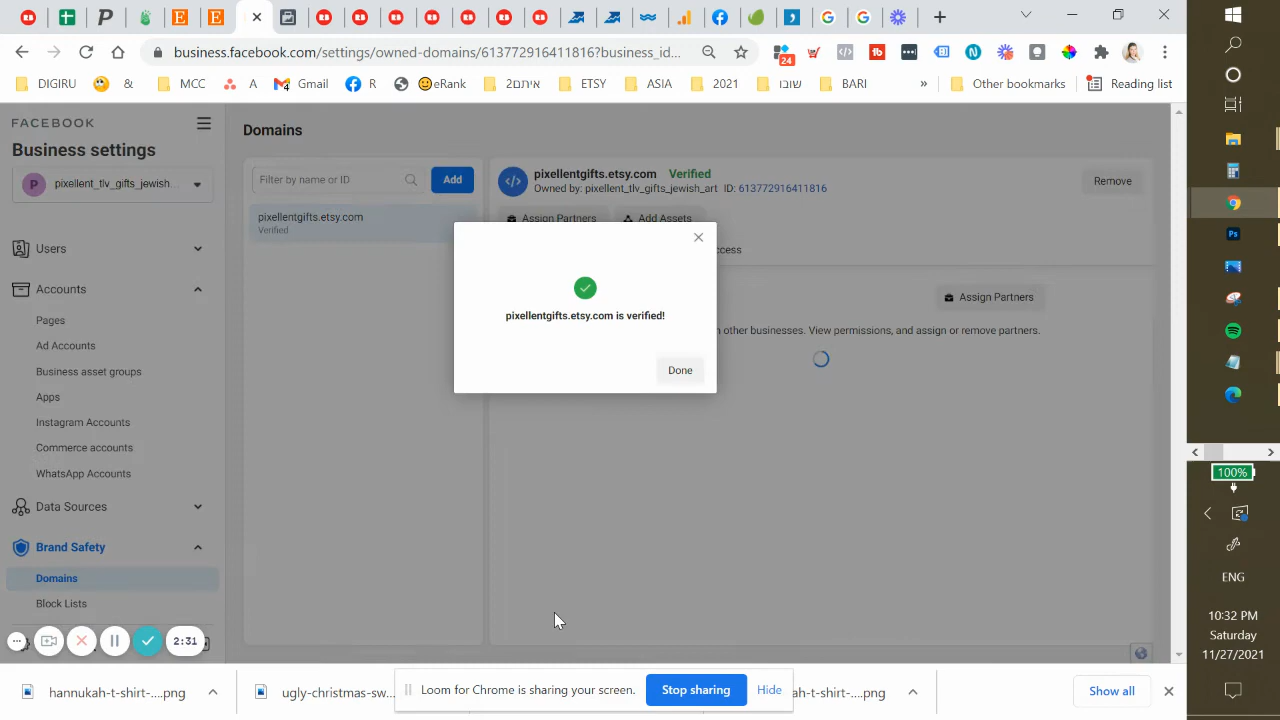 business.facebook.com/settings/owned-domains/613772916411816?business_id...
24
DIGIRU
&
MCC
A
Gmail
R
eRank
איתם2021
ETSY
ASIA
2021
שובו
BARI
»
Other bookmarks
Reading list
FACEBOOK
Business settings
P
pixellent_tlv_gifts_jewish...
Users
Accounts
Pages
Ad Accounts
Business asset groups
Apps
Instagram Accounts
Commerce accounts
WhatsApp Accounts
Data Sources
Brand Safety
Domains
Block Lists
2:31
Domains
Filter by name or ID
Add
pixellentgifts.etsy.com
Verified
pixellentgifts.etsy.com Verified
Owned by: pixellent_tlv_gifts_jewish_art ID: 613772916411816
Remove
Assign Partners
Add Assets
ccess
Assign Partners
n other businesses. View permissions, and assign or remove partners.
pixellentgifts.etsy.com is verified!
Done
hannukah-t-shirt-....png
ugly-christmas-sw...
Loom for Chrome is sharing your screen.
Stop sharing
Hide
ah-t-shirt-....png
Show all
Ps
100%
ENG
10:32 PM
Saturday
11/27/2021